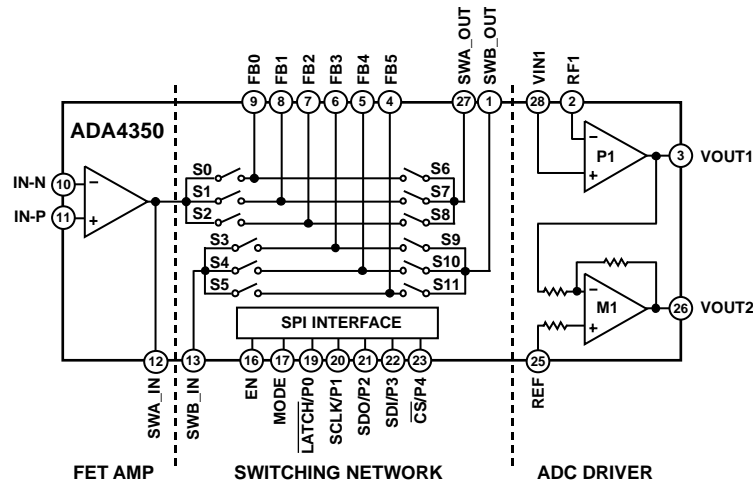 FB0 FB1 FB2 FB3 FB4 FB5 SWA_OUT SWB_OUT VIN1 RF1
9 8 7 6 5 4 27 1 28 2
ADA4350
IN-N 10 −
IN-P 11 +
S0 S6
S1 S7
S2 S8
S3 S9
S4 S10
S5 S11
− P1 +
3 VOUT1
− M1 +
26 VOUT2
SPI INTERFACE
12 13 16 17 19 20 21 22 23 25
SWA_IN SWB_IN EN MODE LATCH/P0 SCLK/P1 SDO/P2 SDI/P3 CS/P4 REF
FET AMP SWITCHING NETWORK ADC DRIVER